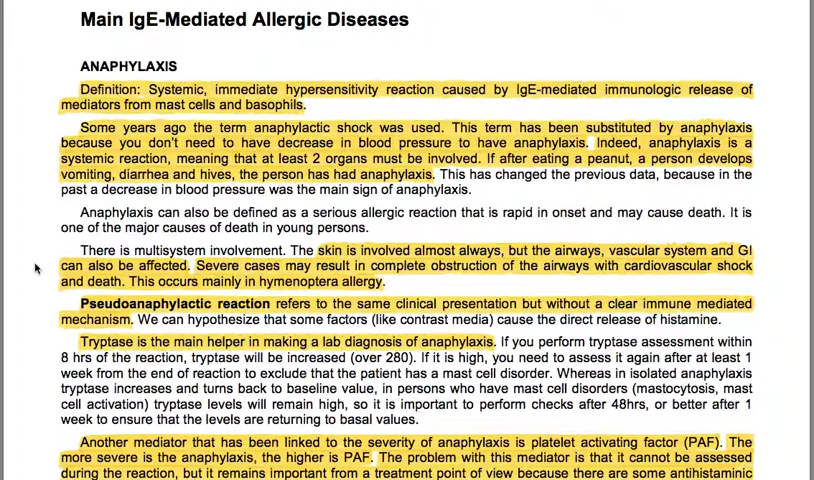 Main IgE-Mediated Allergic Diseases
ANAPHYLAXIS
Definition: Systemic, immediate hypersensitivity reaction caused by IgE-mediated immunologic release of
mediators from mast cells and basophils.
Some years ago the term anaphylactic shock was used. This term has been substituted by anaphylaxis
because you don't need to have decrease in blood pressure to have anaphylaxis. Indeed, anaphylaxis is a
systemic reaction, meaning that at least 2 organs must be involved. If after eating a peanut, a person develops
vomiting, diarrhea and hives, the person has had anaphylaxis. This has changed the previous data, because in the
past a decrease in blood pressure was the main sign of anaphylaxis.
Anaphylaxis can also be defined as a serious allergic reaction that is rapid in onset and may cause death. It is
one of the major causes of death in young persons.
There is multisystem involvement. The skin is involved almost always, but the airways, vascular system and GI
can also be affected. Severe cases may result in complete obstruction of the airways with cardiovascular shock
and death. This occurs mainly in hymenoptera allergy.
Pseudoanaphylactic reaction refers to the same clinical presentation but without a clear immune mediated
mechanism. We can hypothesize that some factors (like contrast media) cause the direct release of histamine.
Tryptase is the main helper in making a lab diagnosis of anaphylaxis. If you perform tryptase assessment within
8 hrs of the reaction, tryptase will be increased (over 280). If it is high, you need to assess it again after at least 1
week from the end of reaction to exclude that the patient has a mast cell disorder. Whereas in isolated anaphylaxis
tryptase increases and turns back to baseline value, in persons who have mast cell disorders (mastocytosis, mast
cell activation) tryptase levels will remain high, so it is important to perform checks after 48hrs, or better after 1
week to ensure that the levels are returning to basal values.
Another mediator that has been linked to the severity of anaphylaxis is platelet activating factor (PAF). The
more severe is the anaphylaxis, the higher is PAF. The problem with this mediator is that it cannot be assessed
during the reaction, but it remains important from a treatment point of view because there are some antihistaminic